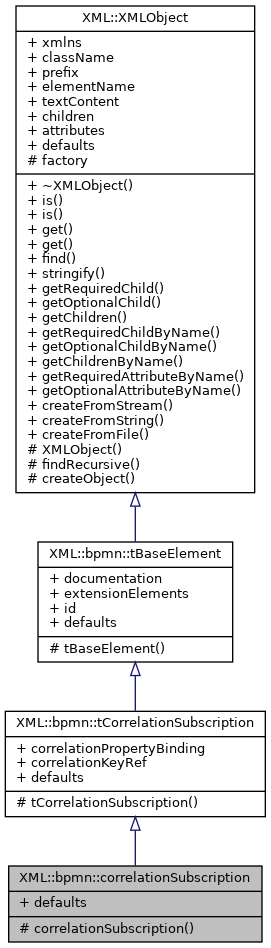 XML::XMLObject
+ xmlns
+ className
+ prefix
+ elementName
+ textContent
+ children
+ attributes
+ defaults
# factory
+ ~XMLObject()
+ is()
+ is()
+ get()
+ get()
+ find()
+ stringify()
+ getRequiredChild()
+ getOptionalChild()
+ getChildren()
+ getRequiredChildByName()
+ getOptionalChildByName()
+ getChildrenByName()
+ getRequiredAttributeByName()
+ getOptionalAttributeByName()
+ createFromStream()
+ createFromString()
+ createFromFile()
# XMLObject()
# findRecursive()
# createObject()
XML::bpmn::tBaseElement
+ documentation
+ extensionElements
+ id
+ defaults
# tBaseElement()
XML::bpmn::tCorrelationSubscription
+ correlationPropertyBinding
+ correlationKeyRef
+ defaults
# tCorrelationSubscription()
XML::bpmn::correlationSubscription
+ defaults
# correlationSubscription()